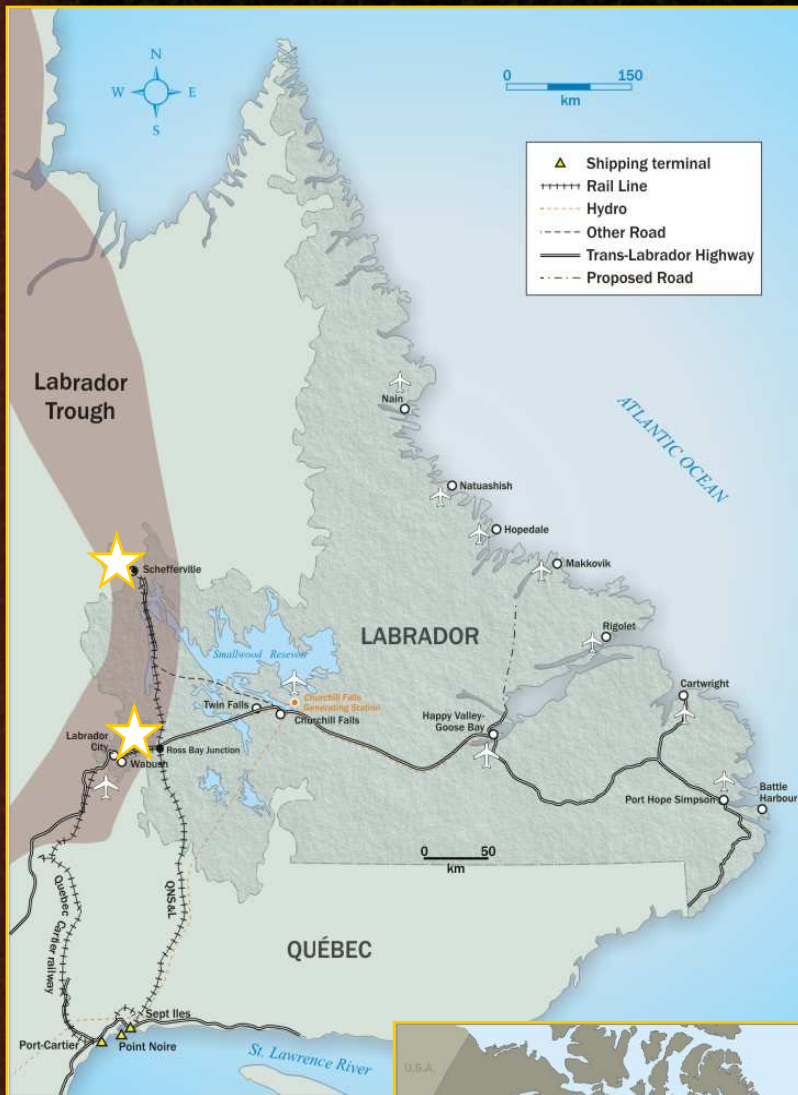 N
W E
S
0 150
km
Shipping terminal
Rail Line
Hydro
Other Road
Trans-Labrador Highway
Proposed Road
Labrador
Trough
Nain
ATLANTIC OCEAN
Natuashish
Hopedale
Makkovik
Schefferville
LABRADOR
Rigolet
Smallwood Resevoir
Cartwright
Churchill Falls
Generating Station
Twin Falls
Churchill Falls
Happy Valley-
Goose Bay
Labrador
City
Ross Bay Junction
Wabush
Port Hope Simpson
Battle
Harbour
0 50
km
Quebec Cartier railway
QNS&L
QUÉBEC
Sept Iles
Port-Cartier
Point Noire
St. Lawrence River
U.S.A.